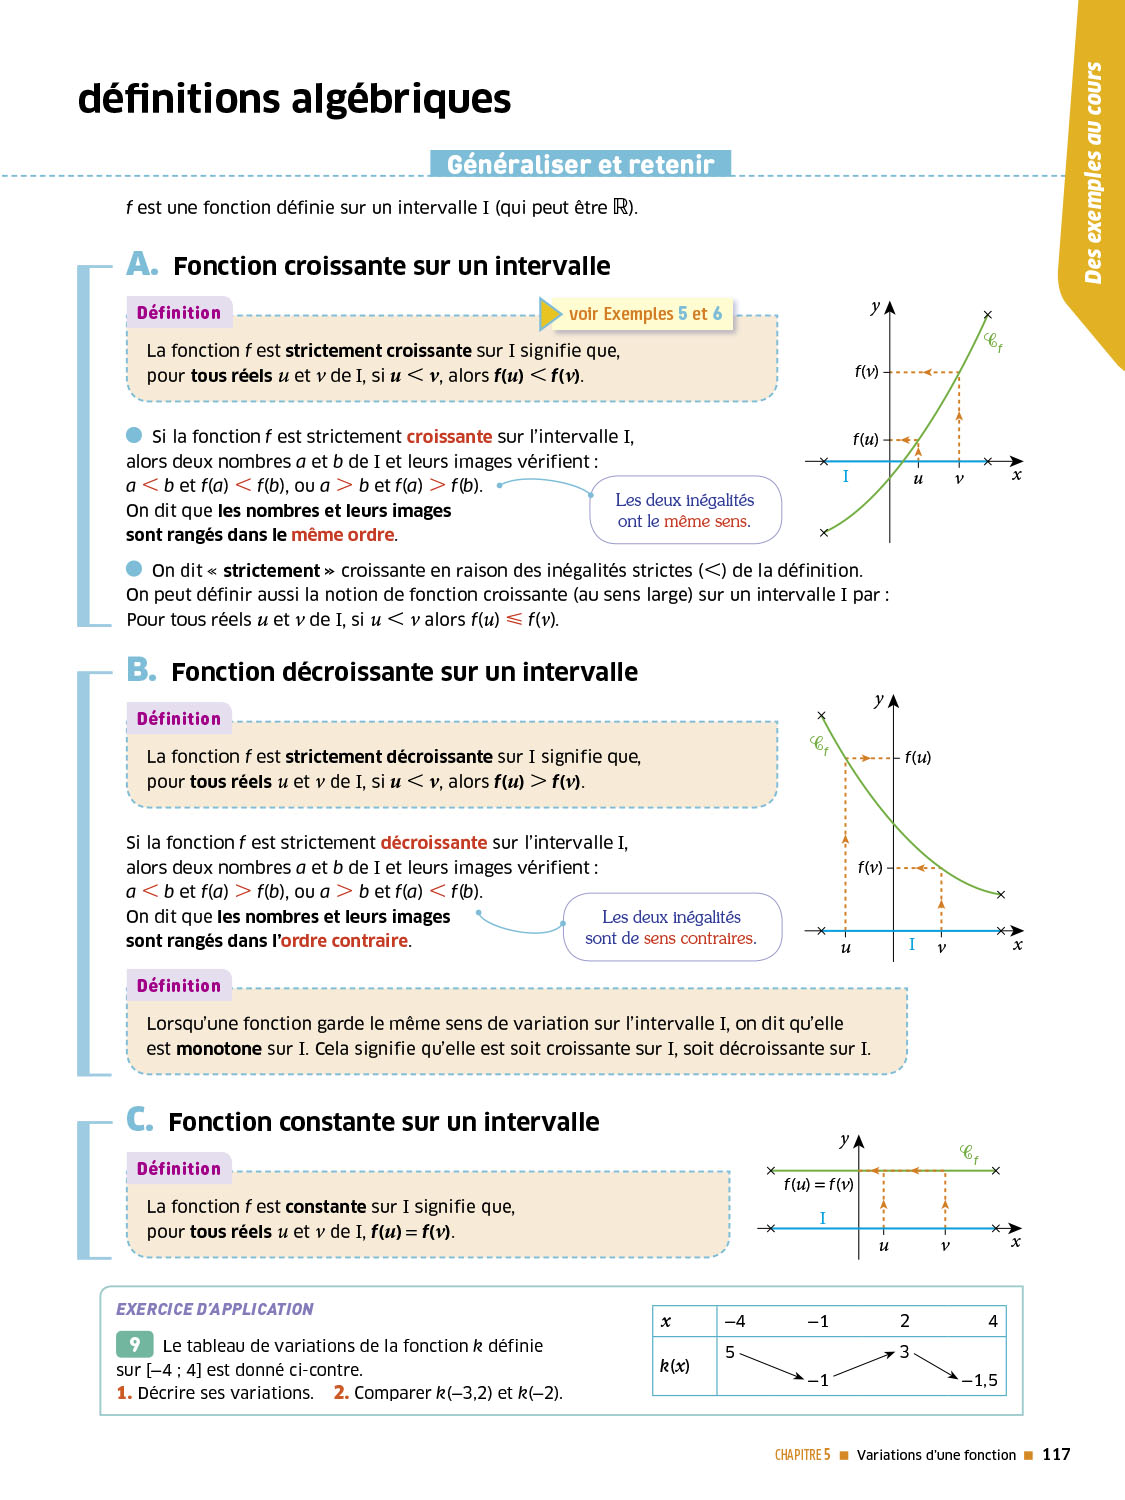 définitions algébriques
Des exemples au cours
Généraliser et retenir
f est une fonction définie sur un intervalle I (qui peut être ℝ).
A. Fonction croissante sur un intervalle
Définition
voir Exemples 5 et 6
La fonction f est strictement croissante sur I signifie que,
pour tous réels u et v de I, si u < v, alors f(u) < f(v).
y
𝒞f
f(v)
f(u)
I
u
v
x
Si la fonction f est strictement croissante sur l'intervalle I,
alors deux nombres a et b de I et leurs images vérifient :
a < b et f(a) < f(b), ou a > b et f(a) > f(b).
On dit que les nombres et leurs images
sont rangés dans le même ordre.
Les deux inégalités
ont le même sens.
On dit « strictement » croissante en raison des inégalités strictes (<) de la définition.
On peut définir aussi la notion de fonction croissante (au sens large) sur un intervalle I par :
Pour tous réels u et v de I, si u < v alors f(u) ⩽ f(v).
B. Fonction décroissante sur un intervalle
Définition
La fonction f est strictement décroissante sur I signifie que,
pour tous réels u et v de I, si u < v, alors f(u) > f(v).
y
𝒞f
f(u)
f(v)
u
I
v
x
Si la fonction f est strictement décroissante sur l'intervalle I,
alors deux nombres a et b de I et leurs images vérifient :
a < b et f(a) > f(b), ou a > b et f(a) < f(b).
On dit que les nombres et leurs images
sont rangés dans l'ordre contraire.
Les deux inégalités
sont de sens contraires.
Définition
Lorsqu'une fonction garde le même sens de variation sur l'intervalle I, on dit qu'elle
est monotone sur I. Cela signifie qu'elle est soit croissante sur I, soit décroissante sur I.
C. Fonction constante sur un intervalle
Définition
La fonction f est constante sur I signifie que,
pour tous réels u et v de I, f(u) = f(v).
y
𝒞f
f(u) = f(v)
I
u
v
x
EXERCICE D'APPLICATION
9 Le tableau de variations de la fonction k définie
sur [–4 ; 4] est donné ci-contre.
1. Décrire ses variations. 2. Comparer k(–3,2) et k(–2).
x –4 –1 2 4
k(x) 5 –1 3 –1,5
CHAPITRE 5 ■ Variations d'une fonction ■ 117